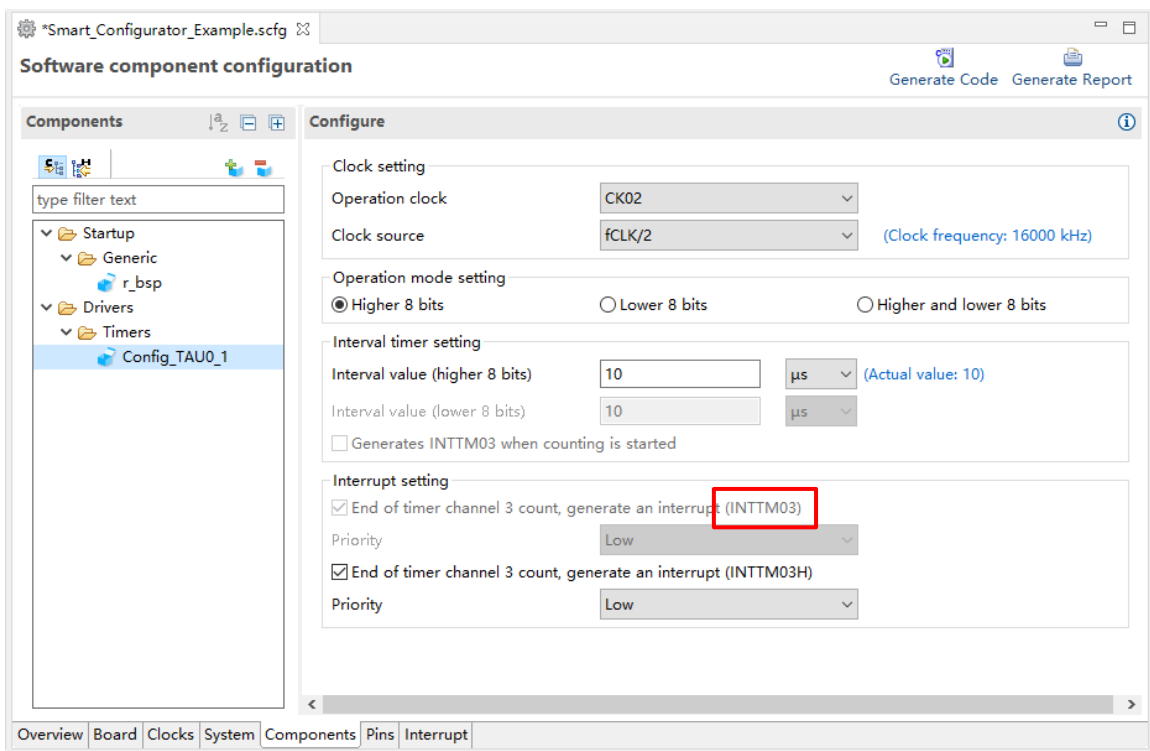 *Smart_Configurator_Example.scfg
Software component configuration
Generate Code Generate Report
Components
Configure
type filter text
Startup
Generic
r_bsp
Drivers
Timers
Config_TAU0_1
Clock setting
Operation clock CK02
Clock source fCLK/2 (Clock frequency: 16000 kHz)
Operation mode setting
Higher 8 bits Lower 8 bits Higher and lower 8 bits
Interval timer setting
Interval value (higher 8 bits) 10 µs (Actual value: 10)
Interval value (lower 8 bits) 10 µs
Generates INTTM03 when counting is started
Interrupt setting
End of timer channel 3 count, generate an interrupt (INTTM03)
Priority Low
End of timer channel 3 count, generate an interrupt (INTTM03H)
Priority Low
Overview Board Clocks System Components Pins Interrupt